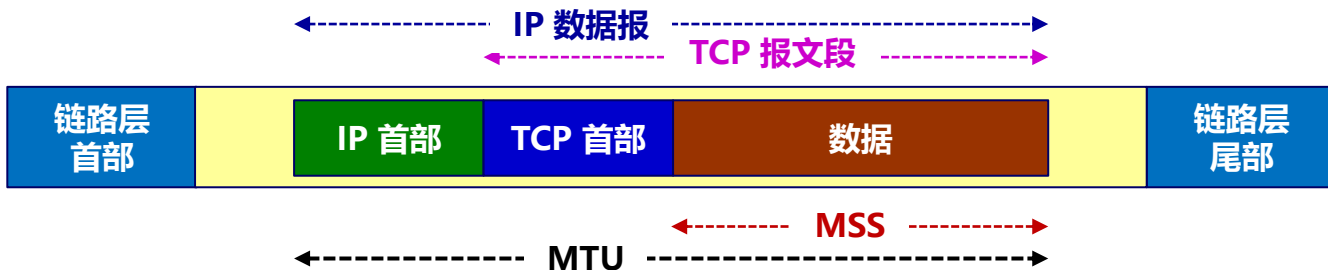 IP 数据报
TCP 报文段
链路层
首部
IP 首部
TCP 首部
数据
链路层
尾部
MSS
MTU